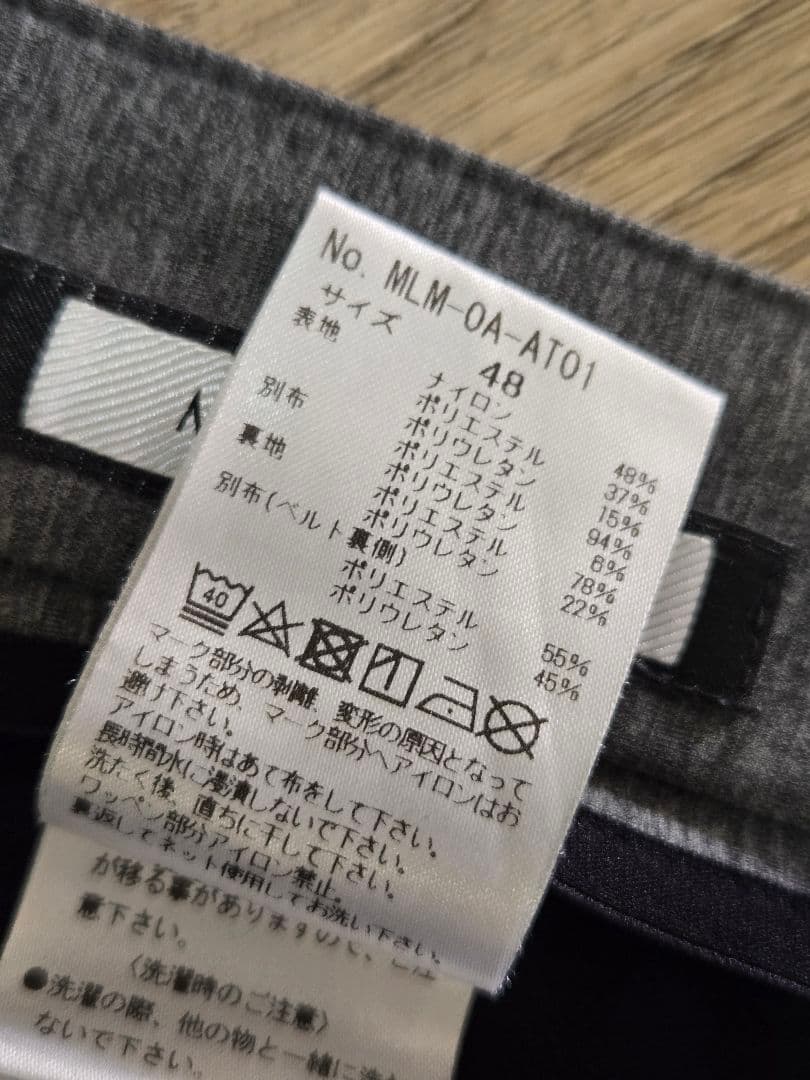 No. MLM-0A-AT01
サイズ 48
表地 ナイロン 48%
ポリエステル 37%
ポリウレタン 15%
別布 ポリエステル 94%
ポリウレタン 6%
裏地 ポリエステル 78%
ポリウレタン 22%
別布(ベルト裏側)
ポリエステル 55%
ポリウレタン 45%
40
マーク部分の剥離、変形の原因となって
しまうため、マーク部分へアイロンはお
避け下さい。
アイロン時はあて布をして下さい。
長時間水に浸漬しないで下さい。
洗たく後、直ちに干して下さい。
ワッペン部分アイロン禁止。
裏返してネット使用してお洗い下さい。
が移る事がありますので、ご注
意下さい。
〈洗濯時のご注意〉
●洗濯の際、他の物と一緒に洗
ないで下さい。